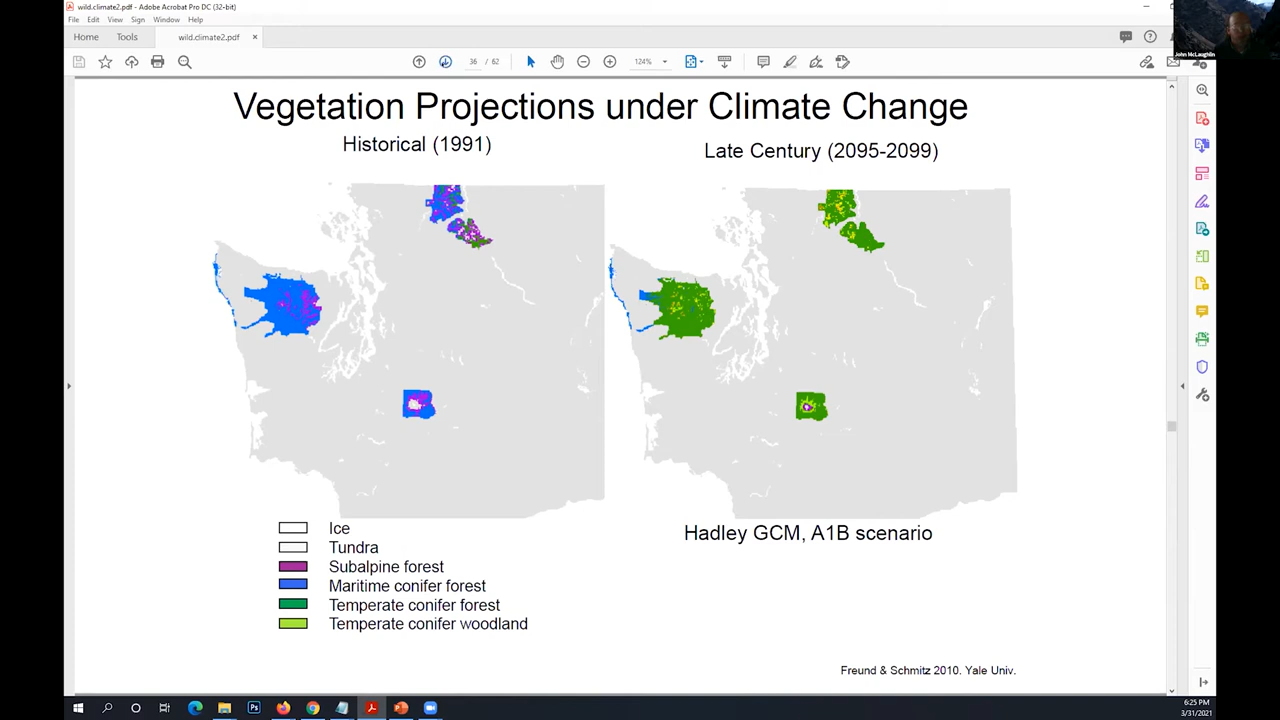 wild.climate2.pdf - Adobe Acrobat Pro DC (32-bit)
File Edit View Sign Window Help
Home Tools wild.climate2.pdf ×
36 / 62 124%
John McLaughlin
Vegetation Projections under Climate Change
Historical (1991)
Late Century (2095-2099)
Hadley GCM, A1B scenario
Ice
Tundra
Subalpine forest
Maritime conifer forest
Temperate conifer forest
Temperate conifer woodland
Freund & Schmitz 2010. Yale Univ.
6:25 PM
3/31/2021